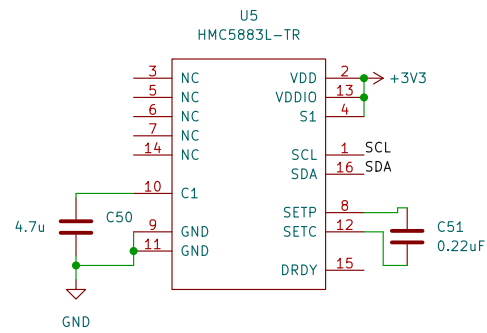 U5
HMC5883L-TR
3 NC VDD 2 +3V3
5 NC VDDIO 13
6 NC S1 4
7 NC
14 NC SCL 1 SCL
SDA 16 SDA
10 C1
4.7u C50 SETP 8 C51
9 GND SETC 12 0.22uF
11 GND
DRDY 15
GND